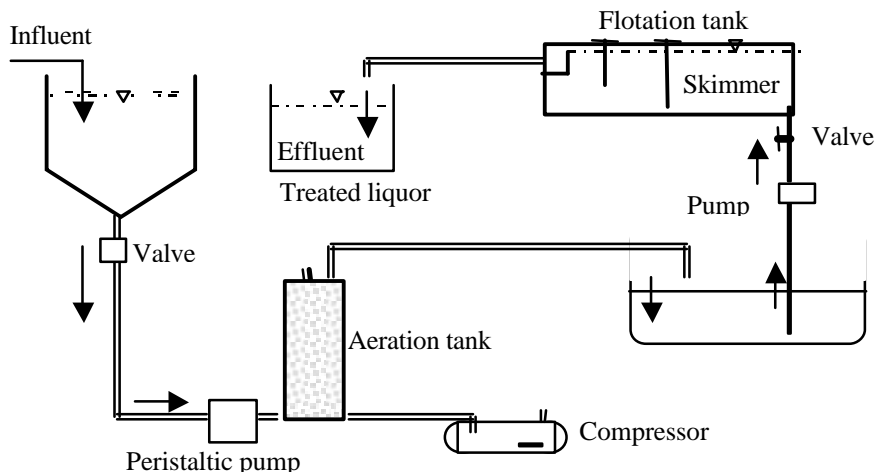 Flotation tank
Influent
Skimmer
Valve
Effluent
Treated liquor
Pump
Valve
Aeration tank
Compressor
Peristaltic pump